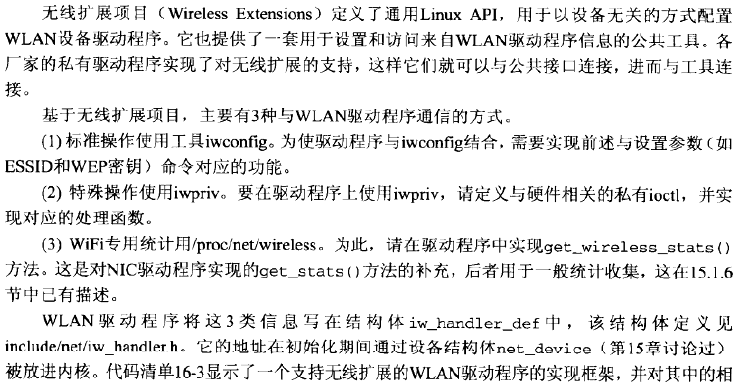 无线扩展项目（Wireless Extensions）定义了通用Linux API，用于以设备无关的方式配置
WLAN设备驱动程序。它也提供了一套用于设置和访问来自WLAN驱动程序信息的公共工具。各
厂家的私有驱动程序实现了对无线扩展的支持，这样它们就可以与公共接口连接，进而与工具连
接。
基于无线扩展项目，主要有3种与WLAN驱动程序通信的方式。
(1) 标准操作使用工具iwconfig。为使驱动程序与iwconfig结合，需要实现前述与设置参数（如
ESSID和WEP密钥）命令对应的功能。
(2) 特殊操作使用iwpriv。要在驱动程序上使用iwpriv，请定义与硬件相关的私有ioctl，并实
现对应的处理函数。
(3) WiFi专用统计用/proc/net/wireless。为此，请在驱动程序中实现get_wireless_stats()
方法。这是对NIC驱动程序实现的get_stats()方法的补充，后者用于一般统计收集，这在15.1.6
节中已有描述。
WLAN驱动程序将这3类信息写在结构体iw_handler_def中，该结构体定义见
include/net/iw_handler.h。它的地址在初始化期间通过设备结构体net_device（第15章讨论过）
被放进内核。代码清单16-3显示了一个支持无线扩展的WLAN驱动程序的实现框架，并对其中的相